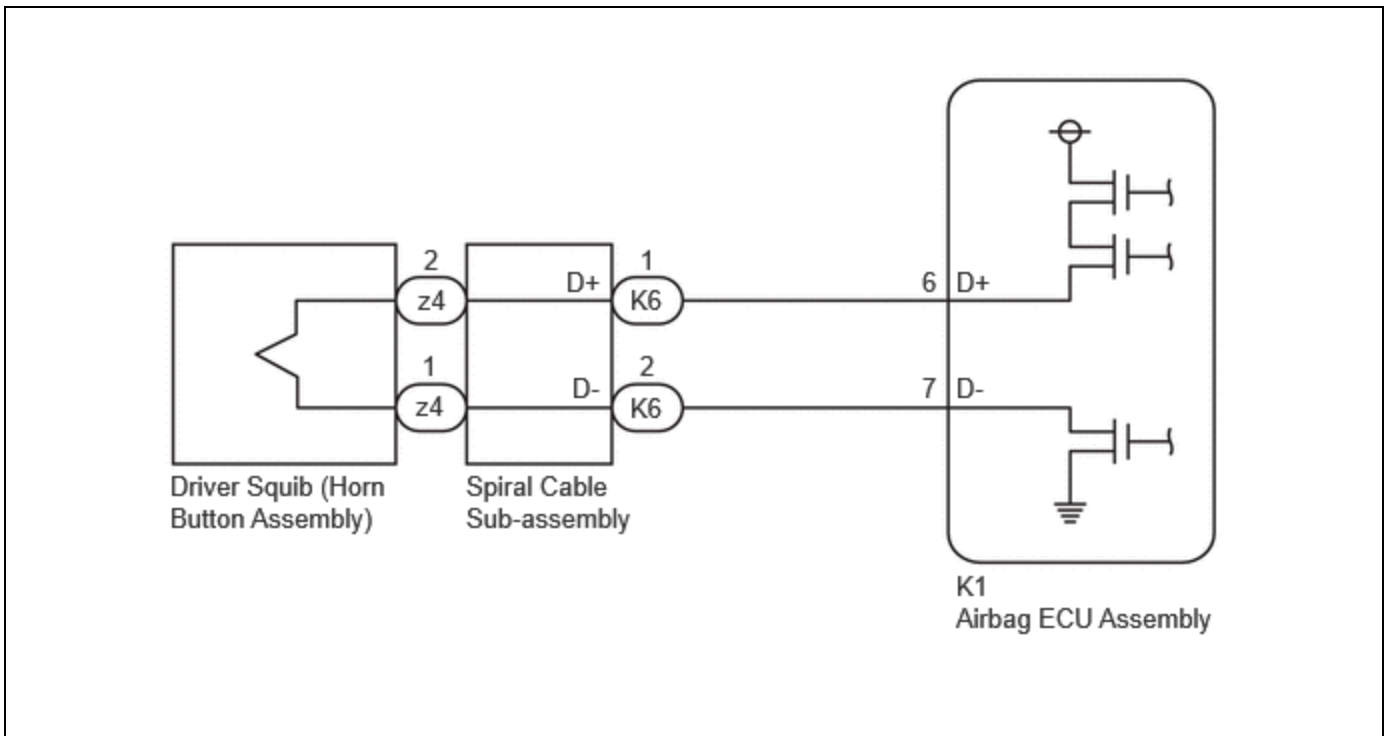 2
D+
1
6
D+
z4
K6
1
D-
2
7
D-
z4
K6
Driver Squib (Horn
Button Assembly)
Spiral Cable
Sub-assembly
K1
Airbag ECU Assembly